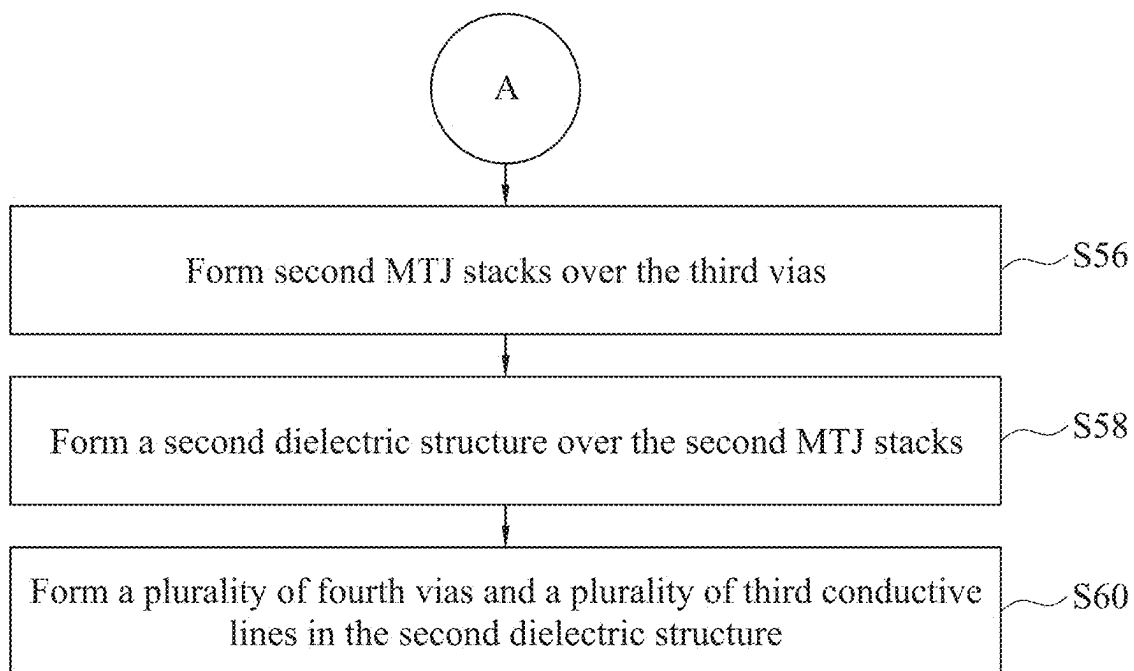 A
Form second MTJ stacks over the third vias
S56
Form a second dielectric structure over the second MTJ stacks
S58
Form a plurality of fourth vias and a plurality of third conductive
lines in the second dielectric structure
S60